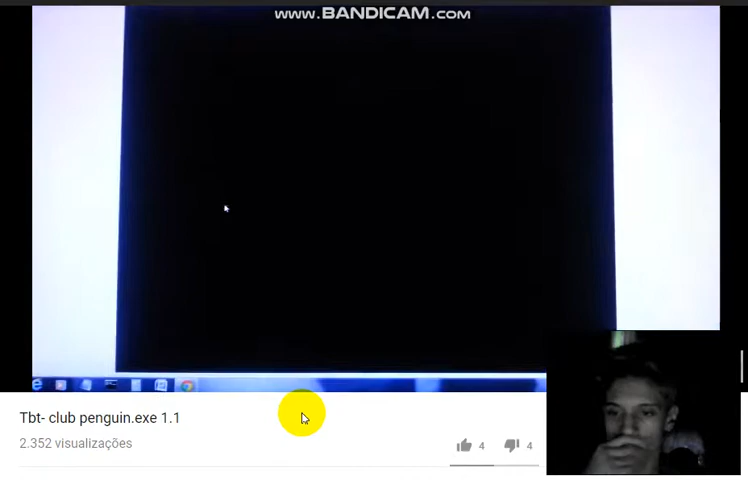 www.BANDICAM.com
Tbt- club penguin.exe 1.1
2.352 visualizações
4
4